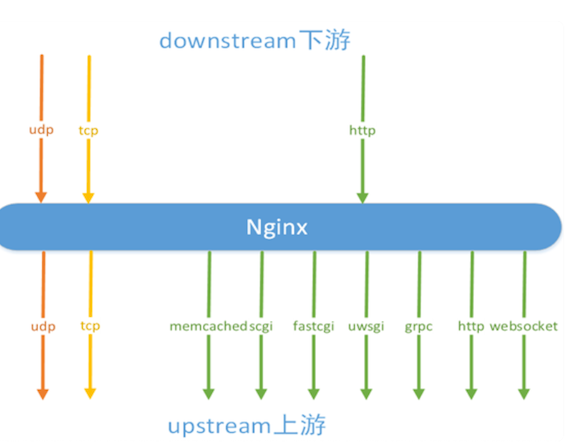 downstream下游
udp tcp http
Nginx
udp tcp memcached scgi fastcgi uwsgi grpc http websocket
upstream上游